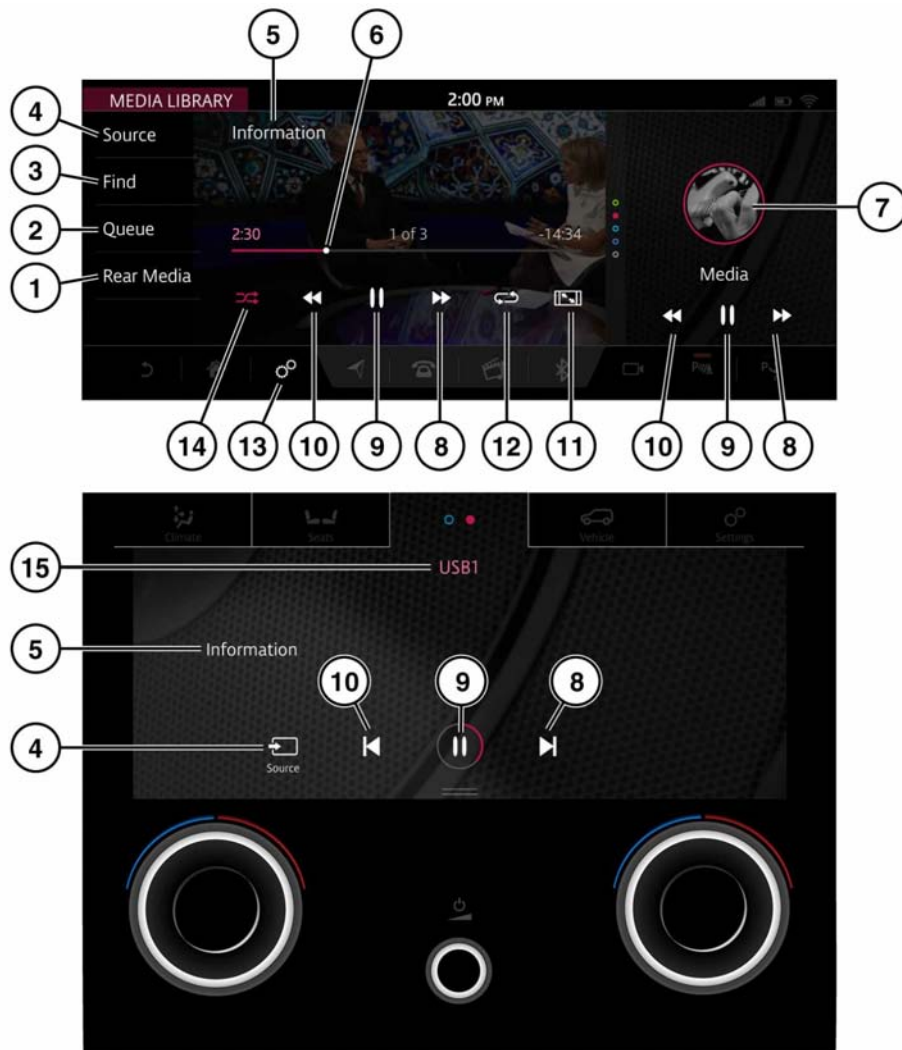 5 6
MEDIA LIBRARY 2:00 PM
4 Source Information
3 Find
7
2 Queue 2:30 1 of 3 -14:34
1 Rear Media Media
14 13 10 9 8 12 11 10 9 8
Climate Seats Vehicle Settings
15 USB1
5 Information
10 9 8
4 Source